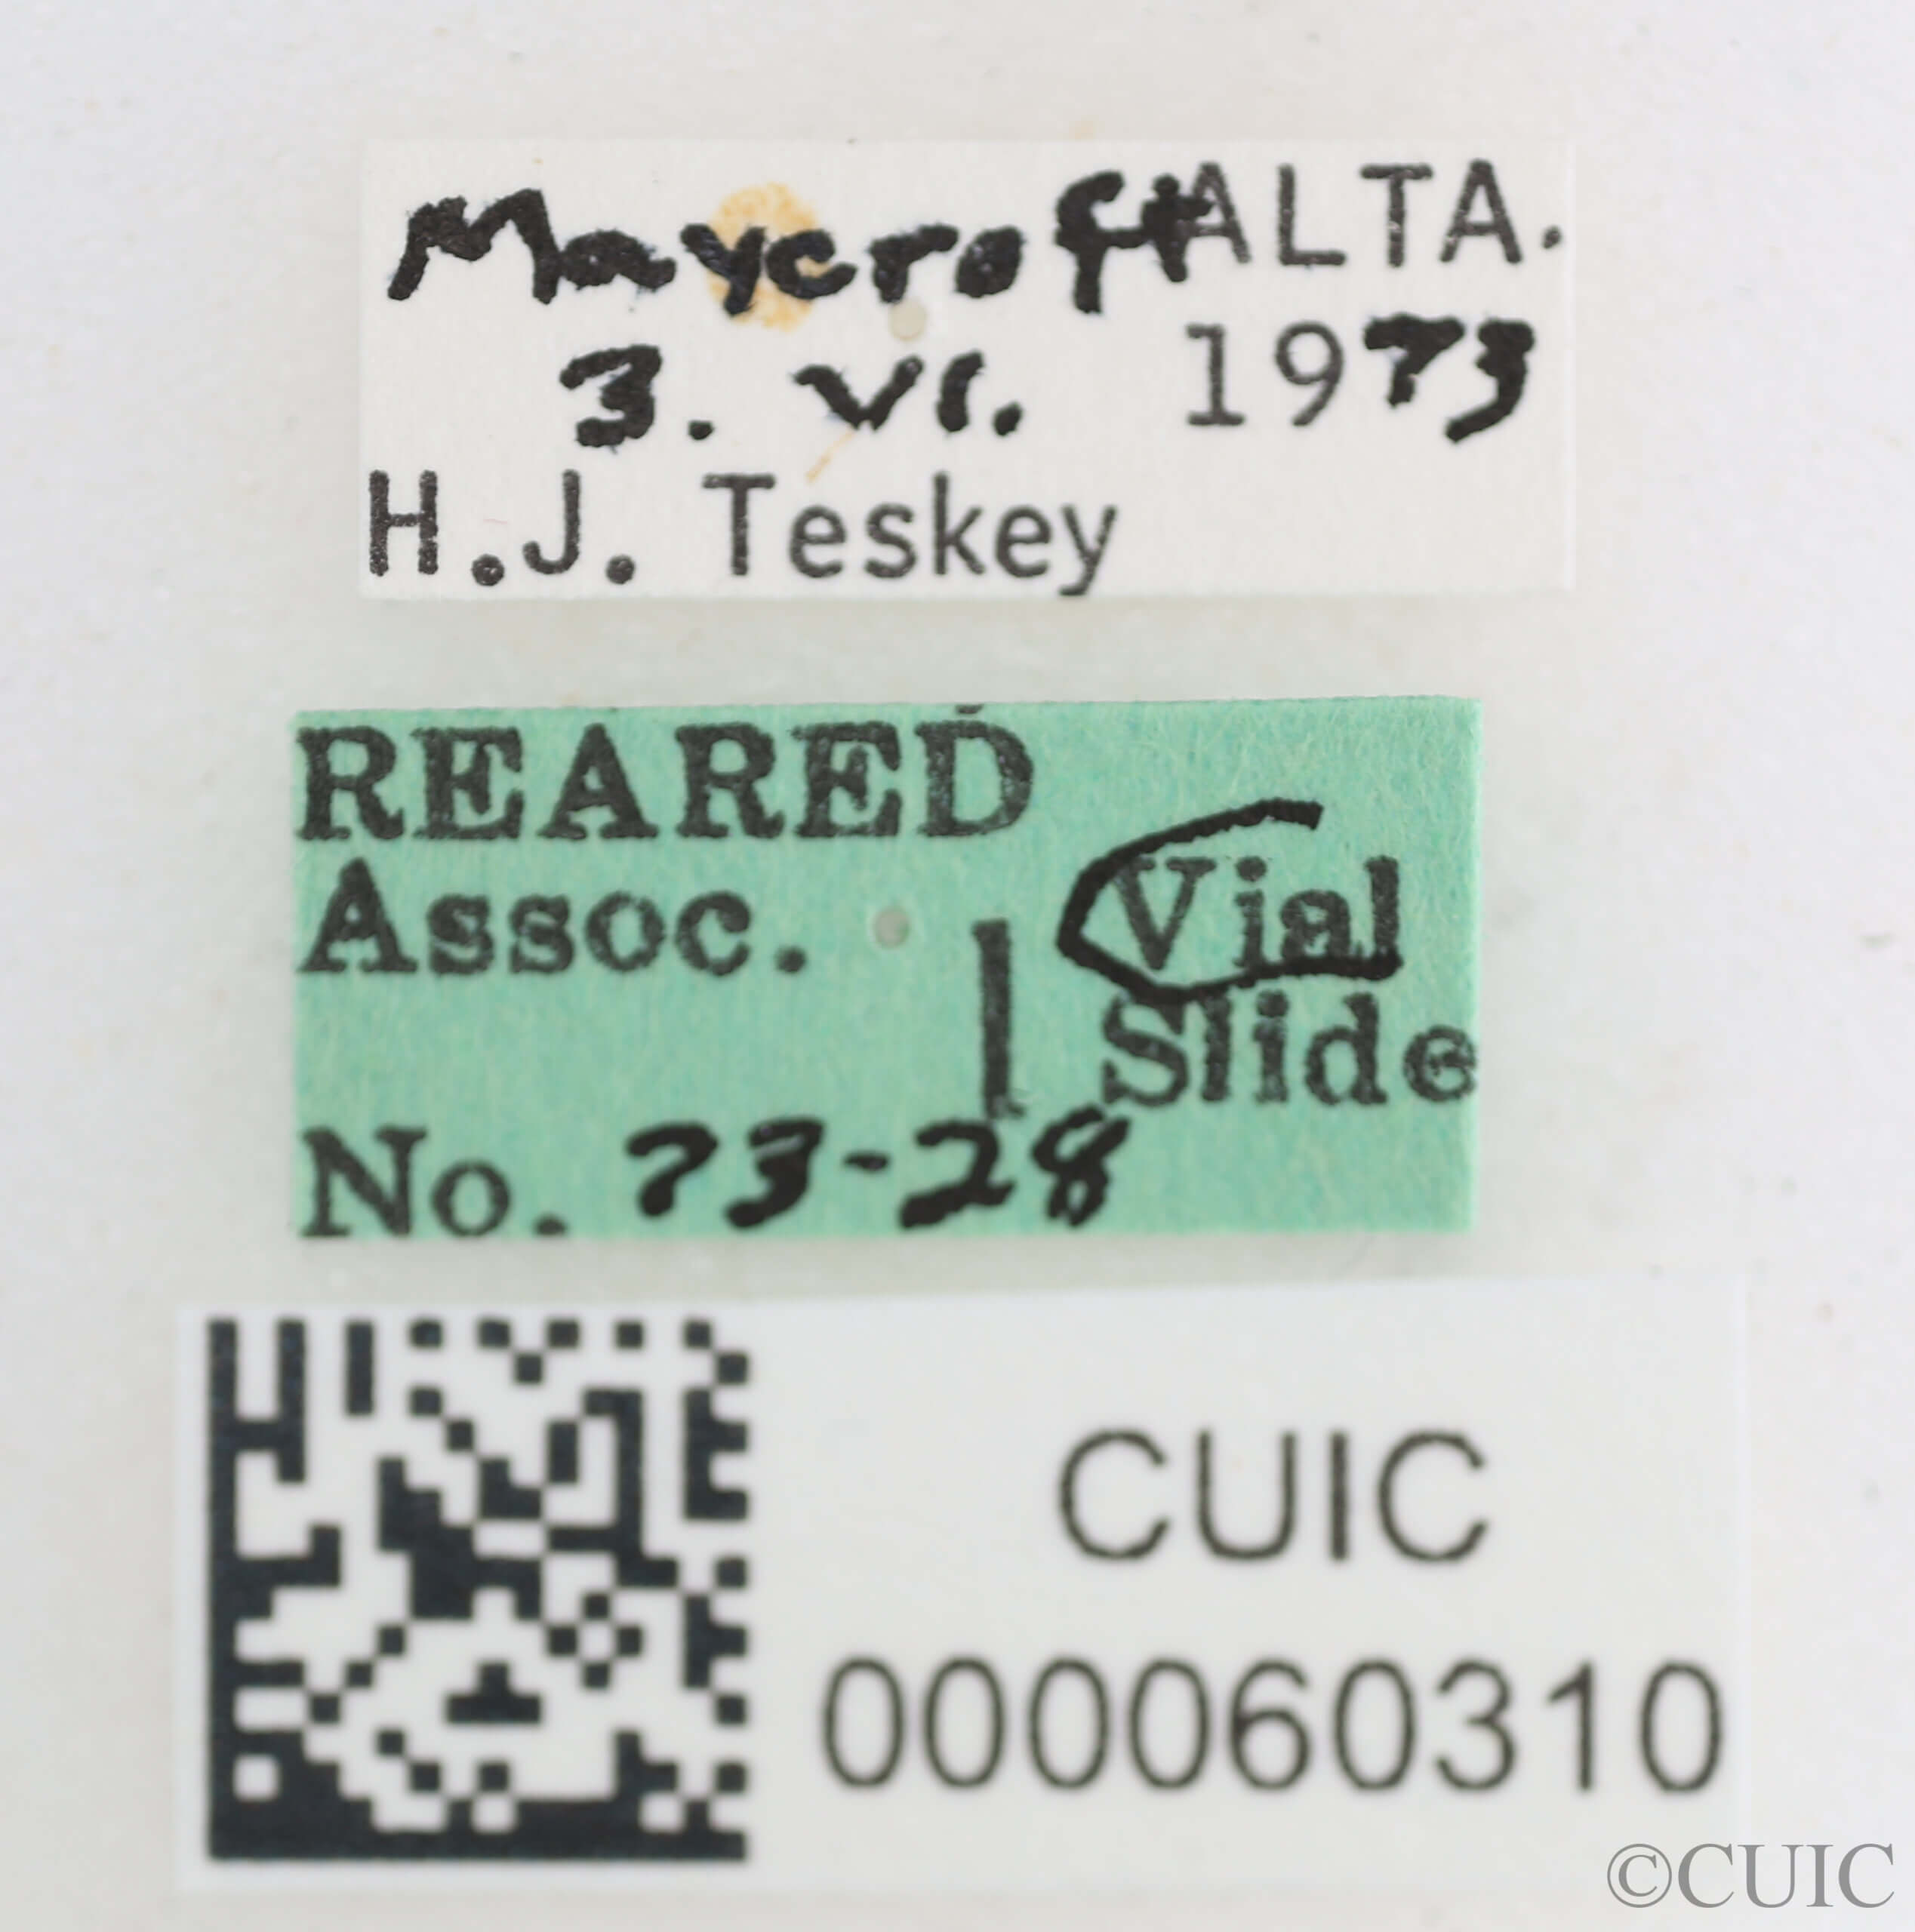 Maycroft ALTA.
3. VI. 1973
H.J. Teskey
REARED
Assoc. | Vial
Slide
No. 73-28
CUIC
000060310
©CUIC